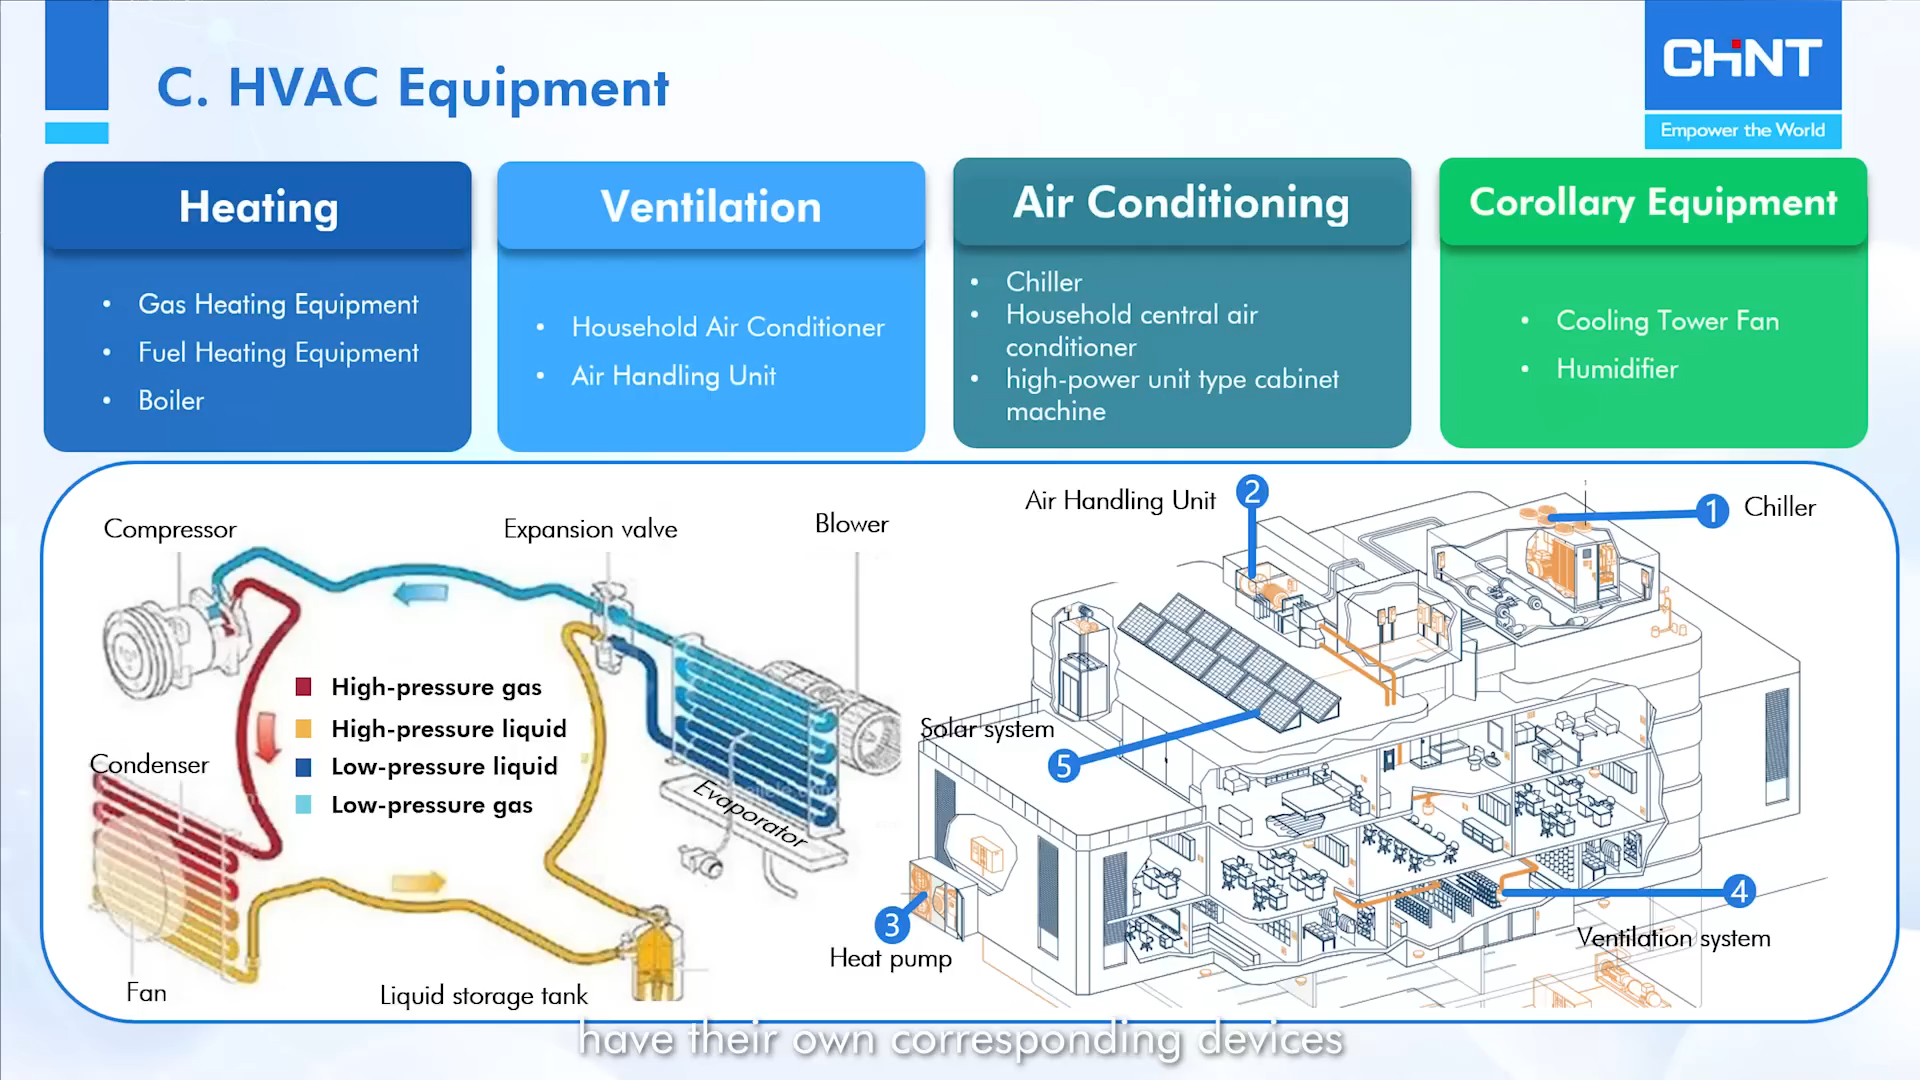 C. HVAC Equipment
CHiNT
Empower the World
Heating
• Gas Heating Equipment
• Fuel Heating Equipment
• Boiler
Ventilation
• Household Air Conditioner
• Air Handling Unit
Air Conditioning
• Chiller
• Household central air
conditioner
• high-power unit type cabinet
machine
Corollary Equipment
• Cooling Tower Fan
• Humidifier
Compressor
Expansion valve
Blower
High-pressure gas
High-pressure liquid
Low-pressure liquid
Low-pressure gas
Condenser
Evaporator
Fan
Liquid storage tank
Air Handling Unit
2
1
Chiller
Solar system
5
3
Heat pump
4
Ventilation system
have their own corresponding devices